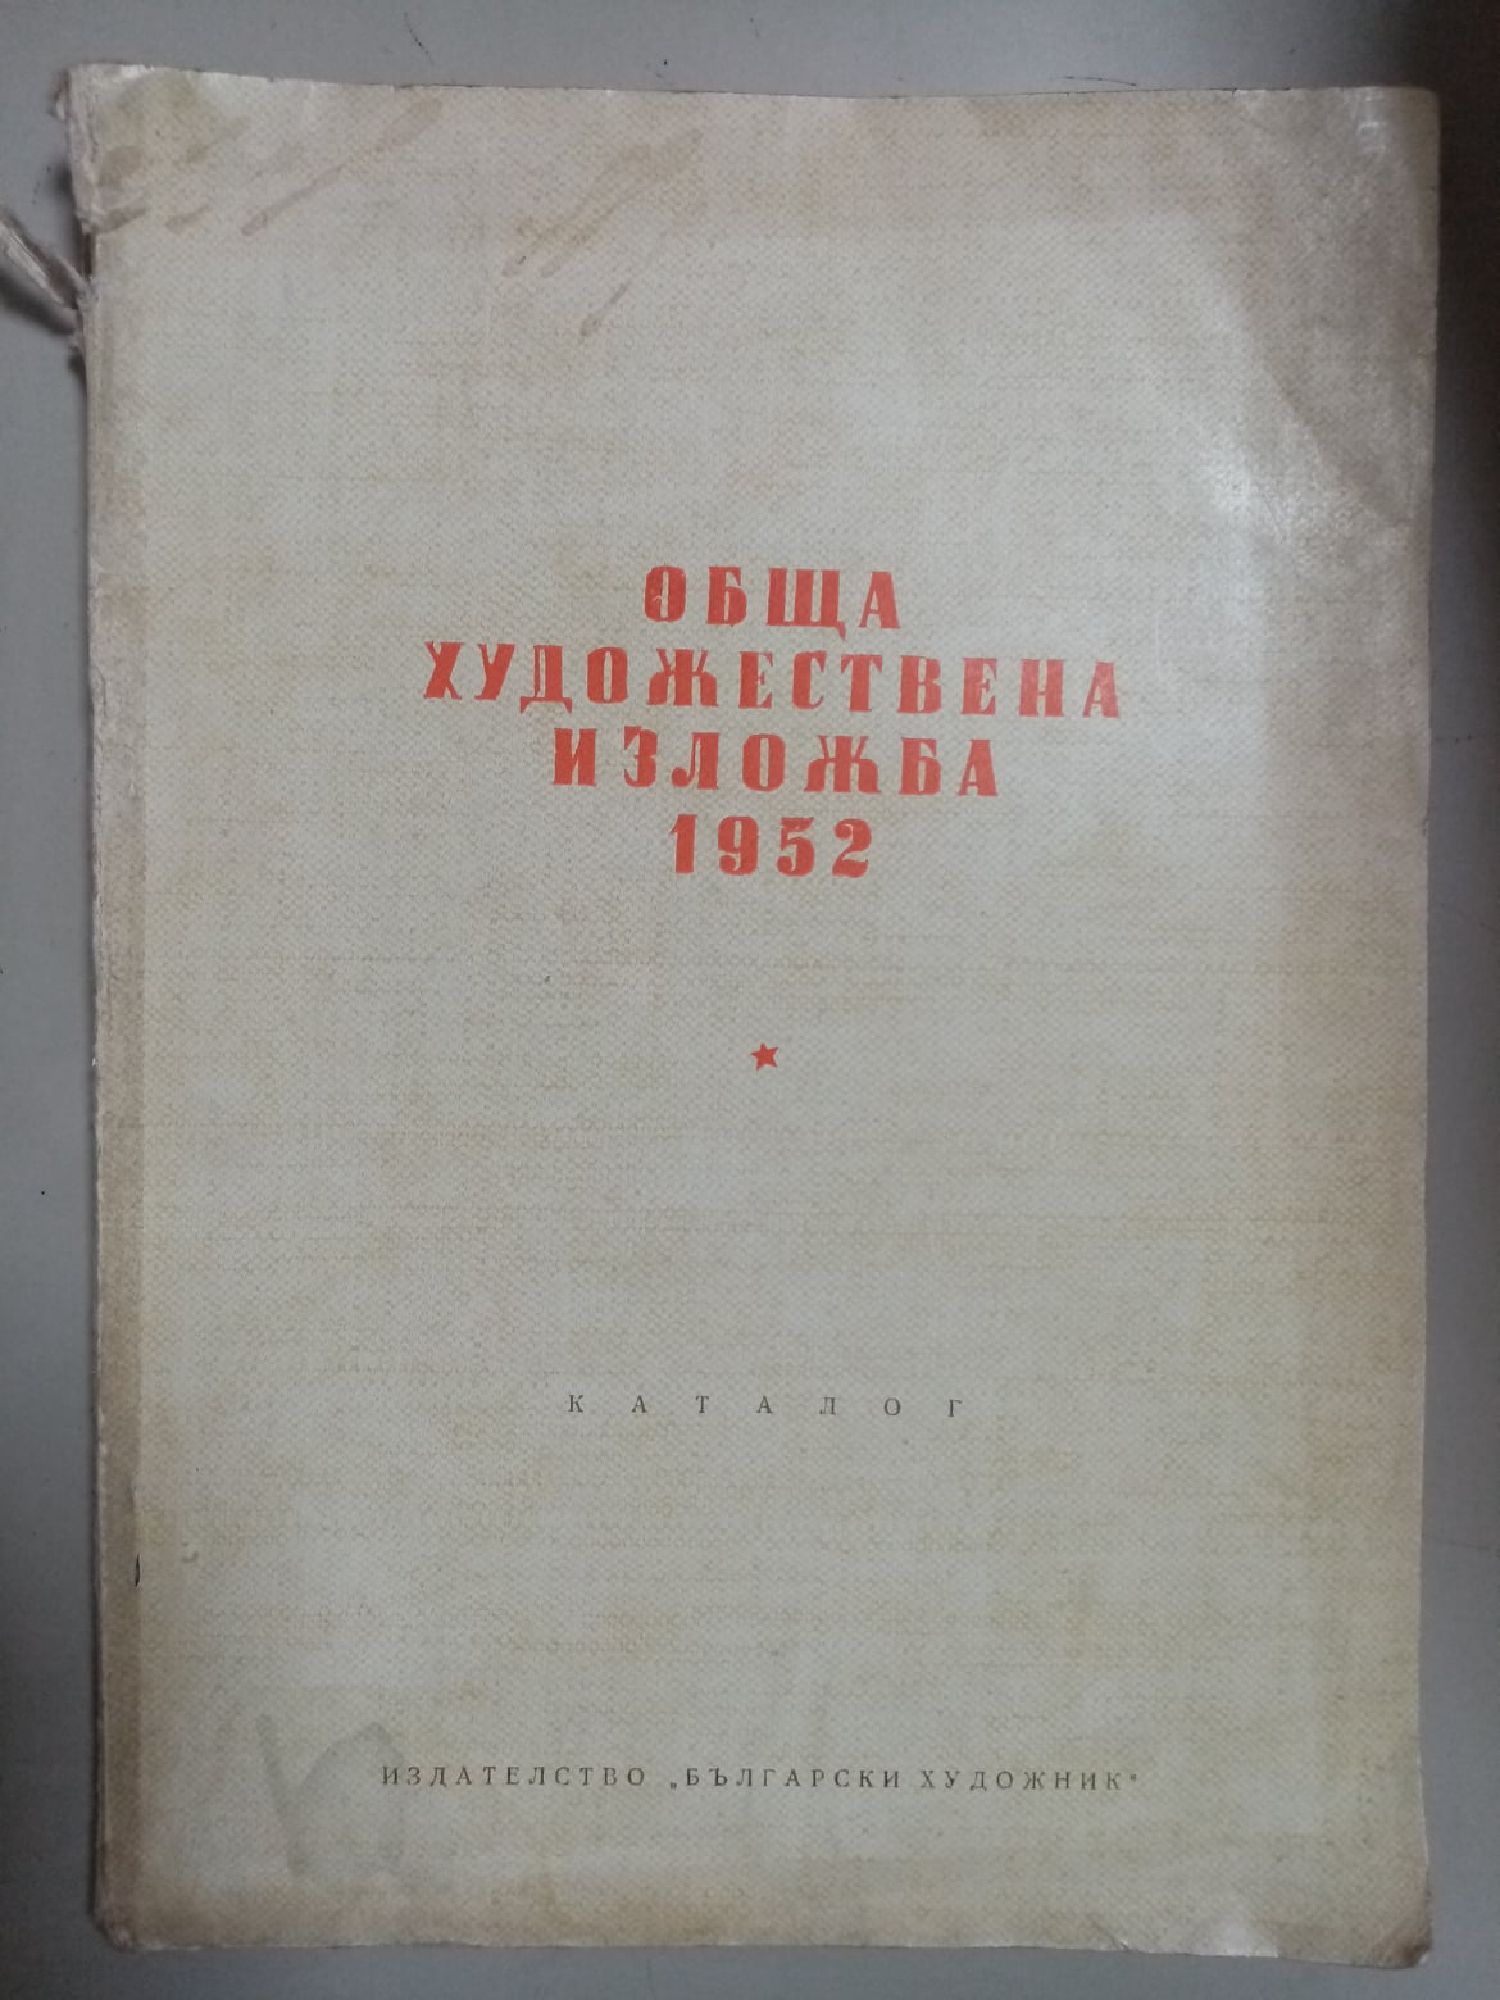 ОБЩА
ХУДОЖЕСТВЕНА
ИЗЛОЖБА
1952
КАТАЛОГ
ИЗДАТЕЛСТВО „БЪЛГАРСКИ ХУДОЖНИК“